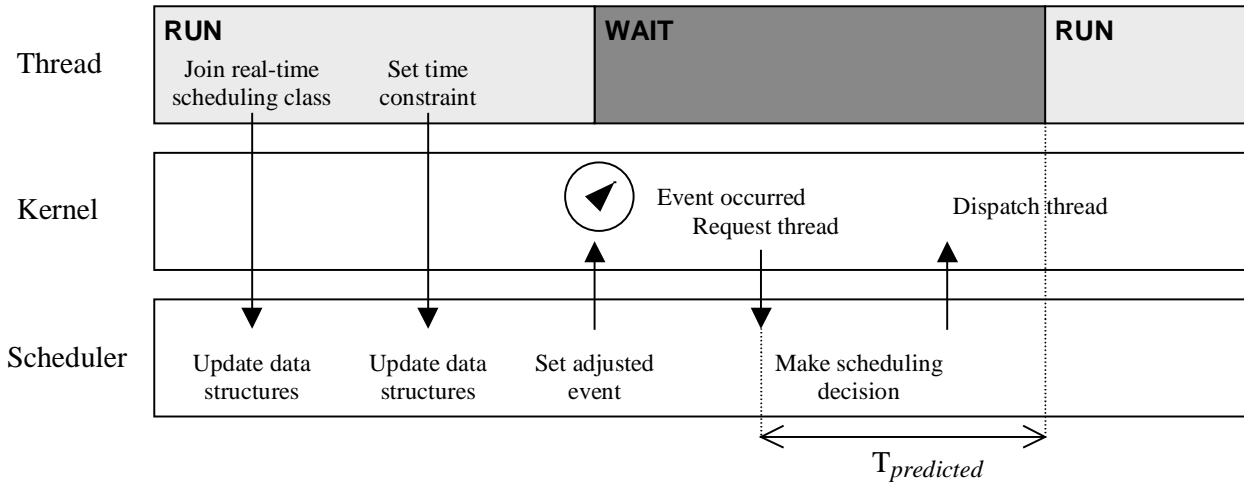 RUN
WAIT
RUN
Thread
Join real-time
scheduling class
Set time
constraint
Kernel
Event occurred
Request thread
Dispatch thread
Scheduler
Update data
structures
Update data
structures
Set adjusted
event
Make scheduling
decision
Tpredicted